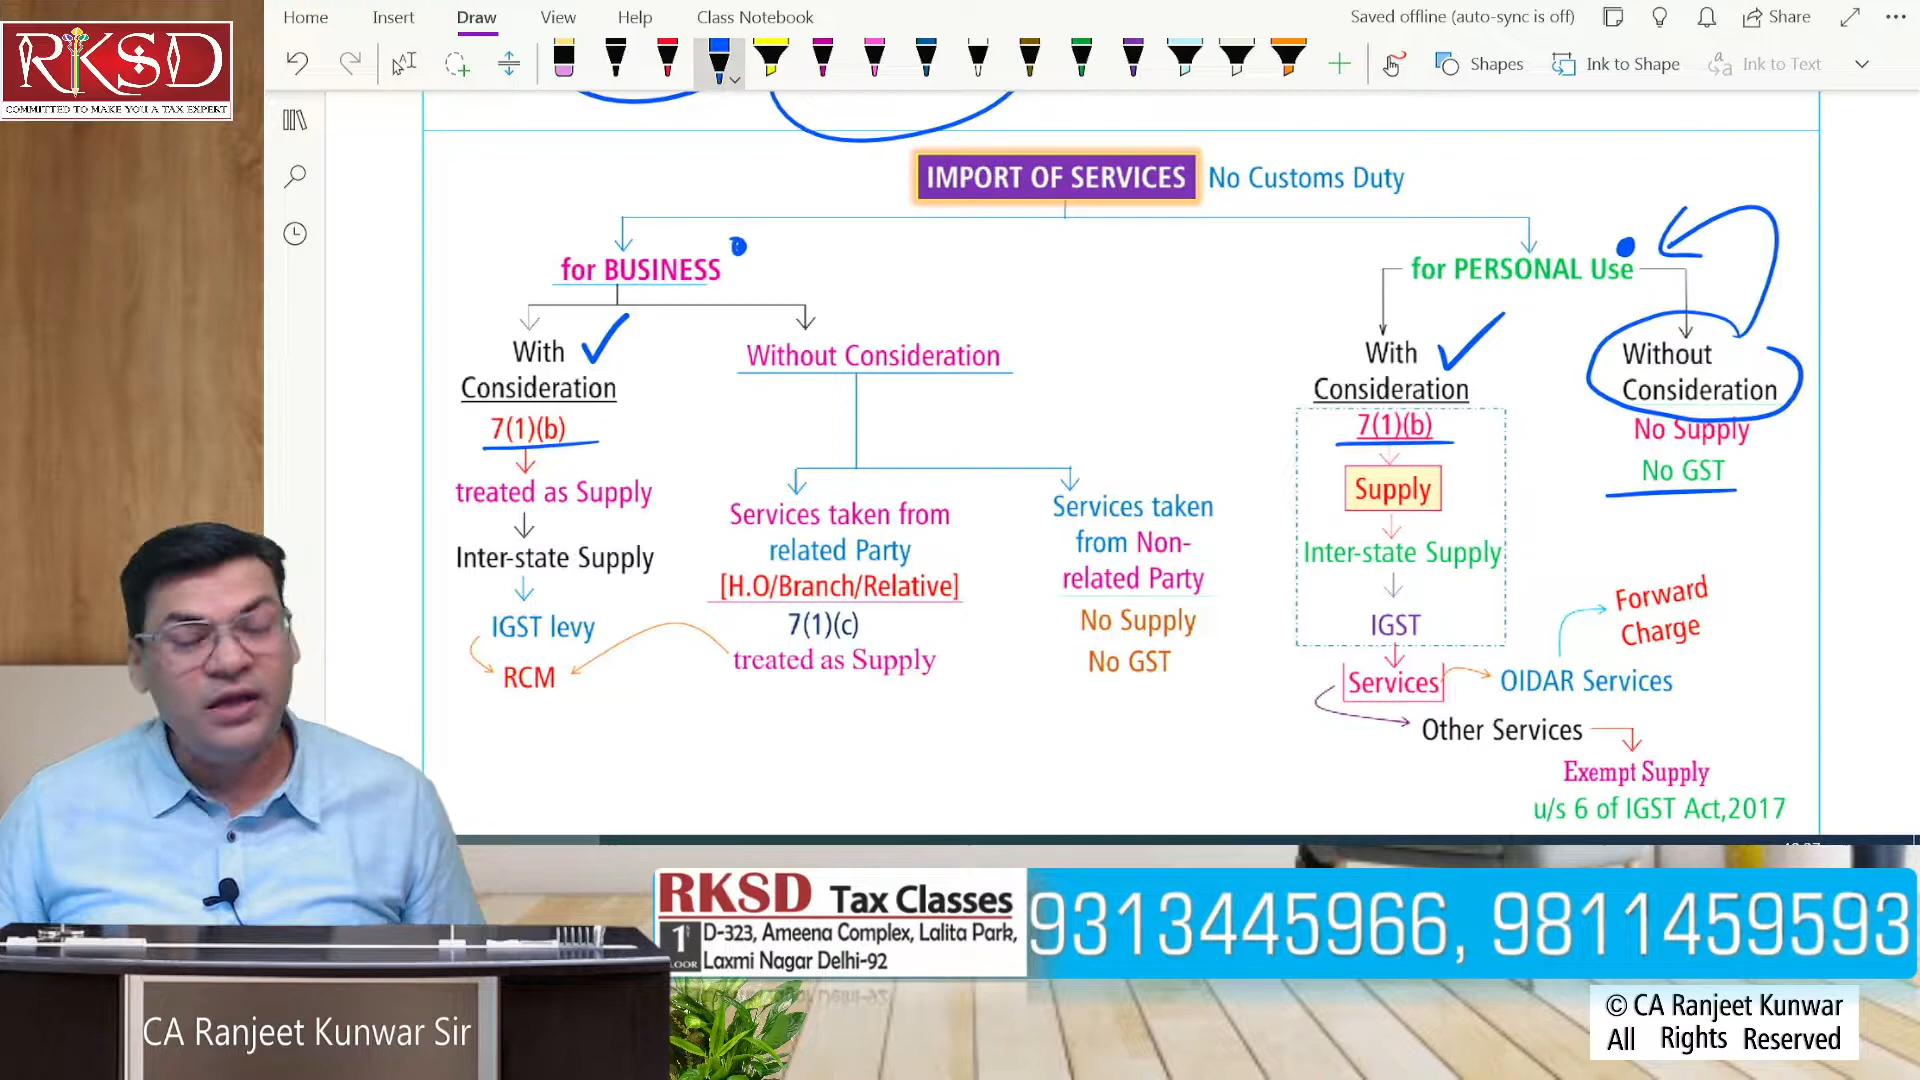 Home Insert Draw View Help Class Notebook
Saved offline (auto-sync is off) Share
Shapes Ink to Shape Ink to Text
RKSD
COMMITTED TO MAKE YOU A TAX EXPERT
IMPORT OF SERVICES No Customs Duty
for BUSINESS
With
Consideration
7(1)(b)
treated as Supply
Inter-state Supply
IGST levy
RCM
Without Consideration
Services taken from
related Party
[H.O/Branch/Relative]
7(1)(c)
treated as Supply
Services taken
from Non-
related Party
No Supply
No GST
for PERSONAL Use
With
Consideration
7(1)(b)
Supply
Inter-state Supply
IGST
Services
OIDAR Services
Forward
Charge
Other Services
Exempt Supply
u/s 6 of IGST Act,2017
Without
Consideration
No Supply
No GST
RKSD Tax Classes
D-323, Ameena Complex, Lalita Park,
Laxmi Nagar Delhi-92
9313445966, 9811459593
CA Ranjeet Kunwar Sir
© CA Ranjeet Kunwar
All Rights Reserved